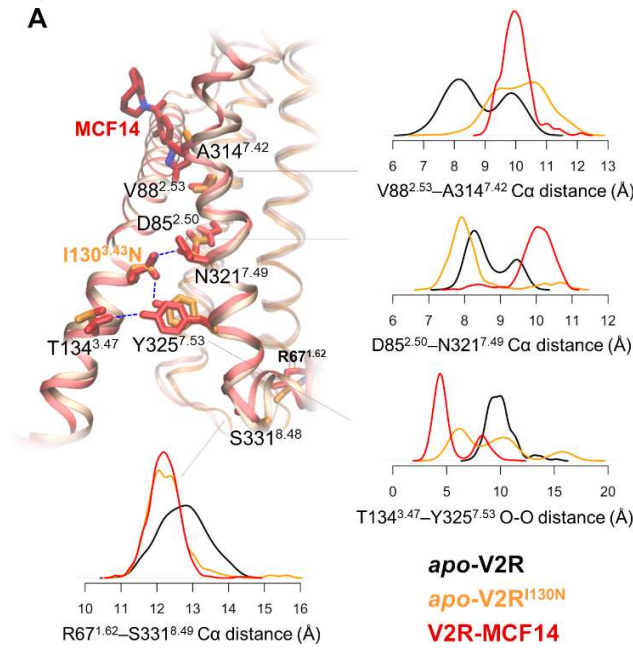 A
MCF14
A314^7.42
V88^2.53
D85^2.50
I130^3.43N
N321^7.49
T134^3.47
Y325^7.53
R67^1.62
S331^8.48
6 7 8 9 10 11 12 13
V88^2.53–A314^7.42 Cα distance (Å)
7 8 9 10 11 12
D85^2.50–N321^7.49 Cα distance (Å)
0 5 10 15 20
T134^3.47–Y325^7.53 O-O distance (Å)
10 11 12 13 14 15 16
R67^1.62–S331^8.49 Cα distance (Å)
apo-V2R
apo-V2R^I130N
V2R-MCF14